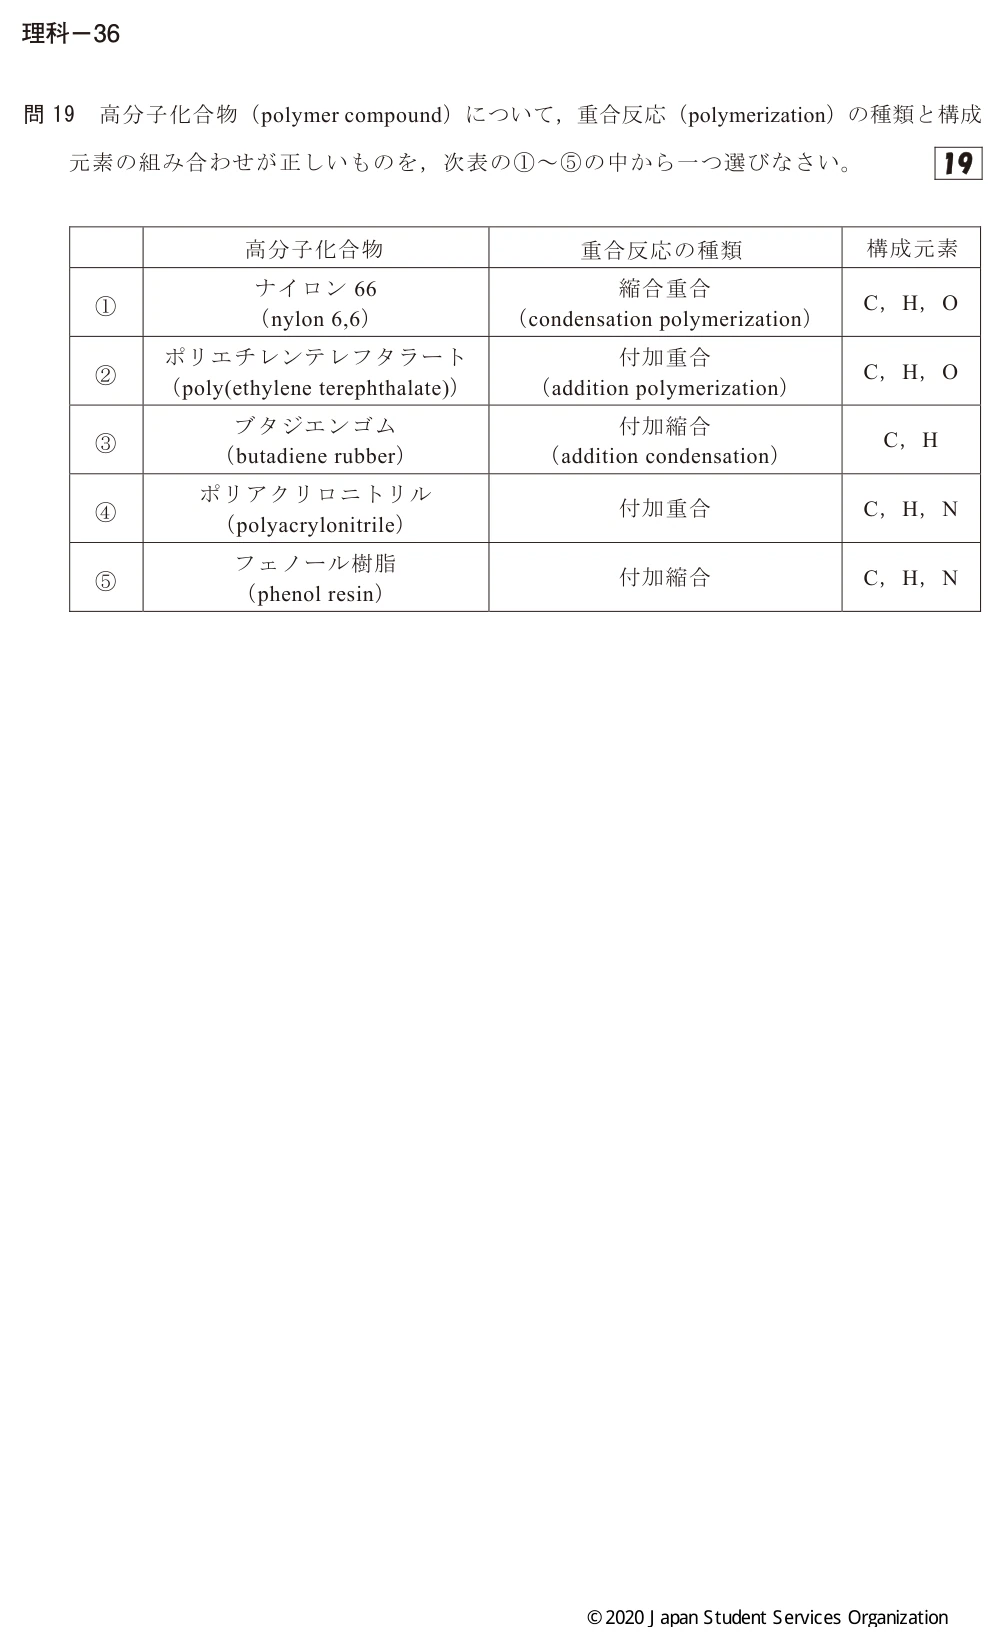 理科－36
問 19　高分子化合物（polymer compound）について，重合反応（polymerization）の種類と構成
元素の組み合わせが正しいものを，次表の①～⑤の中から一つ選びなさい。 19
高分子化合物 重合反応の種類 構成元素
① ナイロン 66 （nylon 6,6） 縮合重合 （condensation polymerization） C，H，O
② ポリエチレンテレフタラート （poly(ethylene terephthalate)） 付加重合 （addition polymerization） C，H，O
③ ブタジエンゴム （butadiene rubber） 付加縮合 （addition condensation） C，H
④ ポリアクリロニトリル （polyacrylonitrile） 付加重合 C，H，N
⑤ フェノール樹脂 （phenol resin） 付加縮合 C，H，N
© 2020 Japan Student Services Organization